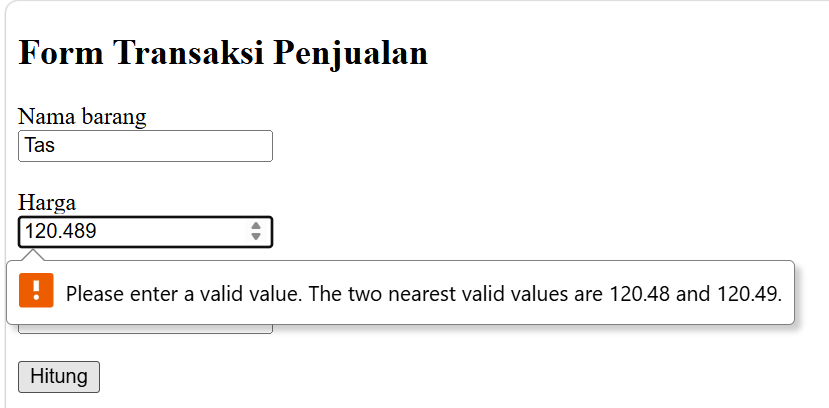 Form Transaksi Penjualan
Nama barang
Tas
Harga
120.489
Please enter a valid value. The two nearest valid values are 120.48 and 120.49.
Hitung